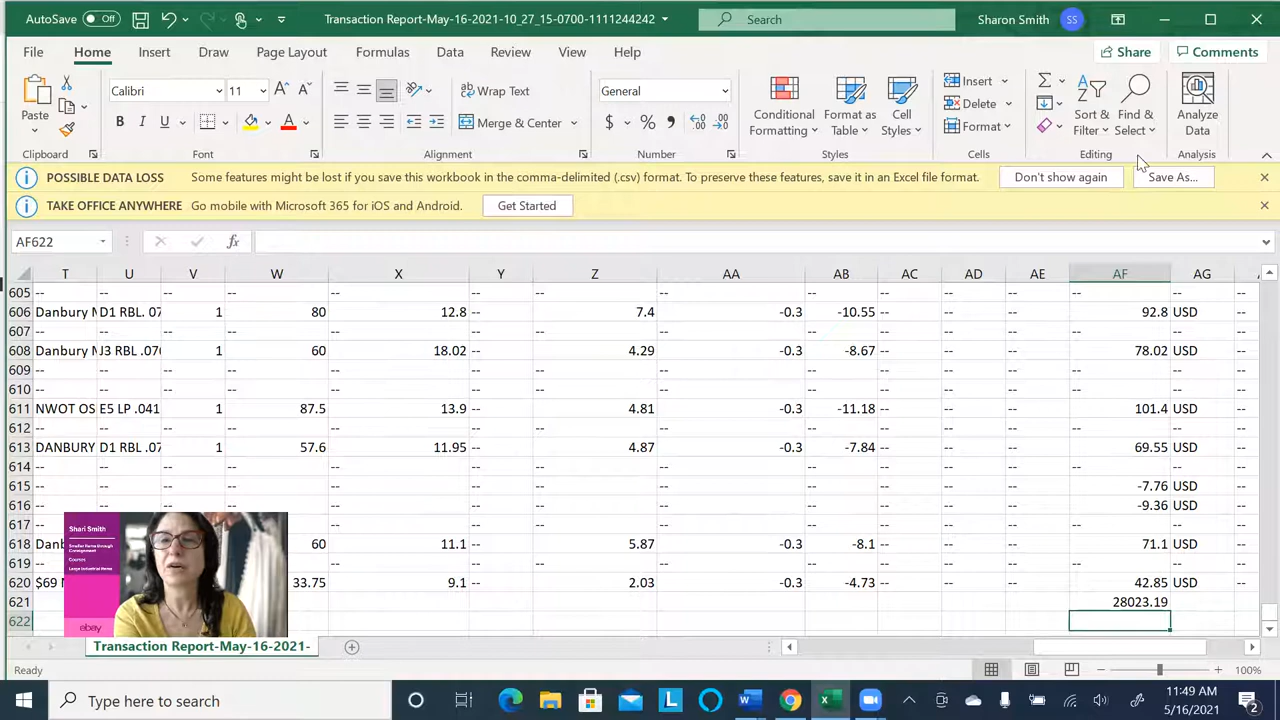 AutoSave Off Transaction Report-May-16-2021-10_27_15-0700-1111244242 Search Sharon Smith SS
File Home Insert Draw Page Layout Formulas Data Review View Help Share Comments
Paste Calibri 11 A A B I U A Wrap Text Merge & Center General $ % Conditional Formatting Format as Table Cell Styles Insert Delete Format Sort & Filter Find & Select Analyze Data
Clipboard Font Alignment Number Styles Cells Editing Analysis
POSSIBLE DATA LOSS Some features might be lost if you save this workbook in the comma-delimited (.csv) format. To preserve these features, save it in an Excel file format. Don't show again Save As...
TAKE OFFICE ANYWHERE Go mobile with Microsoft 365 for iOS and Android. Get Started
AF622 fx
T U V W X Y Z AA AB AC AD AE AF AG
605 -- -- -- -- -- -- -- -- -- -- -- -- -- -- --
606 Danbury M D1 RBL. 07 1 80 12.8 -- 7.4 -0.3 -10.55 -- -- -- 92.8 USD --
607 -- -- -- -- -- -- -- -- -- -- -- -- -- -- --
608 Danbury M J3 RBL .076 1 60 18.02 -- 4.29 -0.3 -8.67 -- -- -- 78.02 USD --
609 -- -- -- -- -- -- -- -- -- -- -- -- -- -- --
610 -- -- -- -- -- -- -- -- -- -- -- -- -- -- --
611 NWOT OS E5 LP .041 1 87.5 13.9 -- 4.81 -0.3 -11.18 -- -- -- 101.4 USD --
612 -- -- -- -- -- -- -- -- -- -- -- -- -- -- --
613 DANBURY D1 RBL .07 1 57.6 11.95 -- 4.87 -0.3 -7.84 -- -- -- 69.55 USD --
614 -- -- -- -- -- -- -- -- -- -- -- -- -- -- --
615 -- -- -- -- -- -- -- -- -- -- -- -- -7.76 USD --
616 -- -- -- -- -- -- -- -- -- -- -- -- -9.36 USD --
617 -- -- -- -- -- -- -- -- -- -- -- -- -- --
618 Danb 60 11.1 -- 5.87 -0.3 -8.1 -- -- -- 71.1 USD --
619 -- -- -- -- -- -- -- -- -- -- -- --
620 $69 N 33.75 9.1 -- 2.03 -0.3 -4.73 -- -- -- 42.85 USD --
621 28023.19
622
Shari Smith
Smaller Items through
Consignment
Courses
Large Industrial Items
ebay
Transaction Report-May-16-2021-
Ready 100%
Type here to search L W 11:49 AM
5/16/2021 2